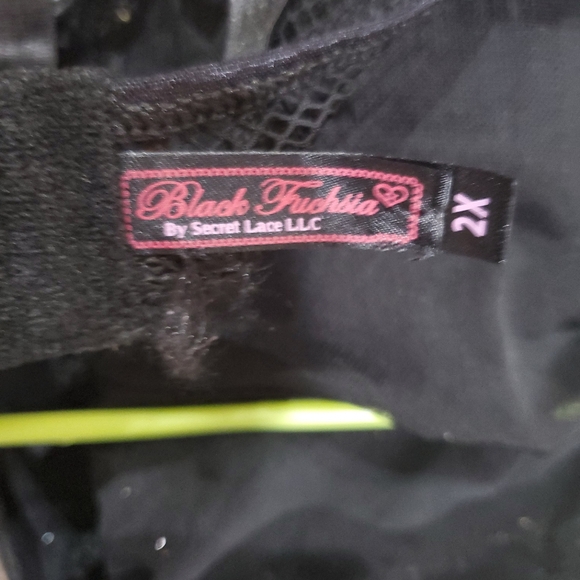 Black Fuchsia
By Secret Lace LLC
2X